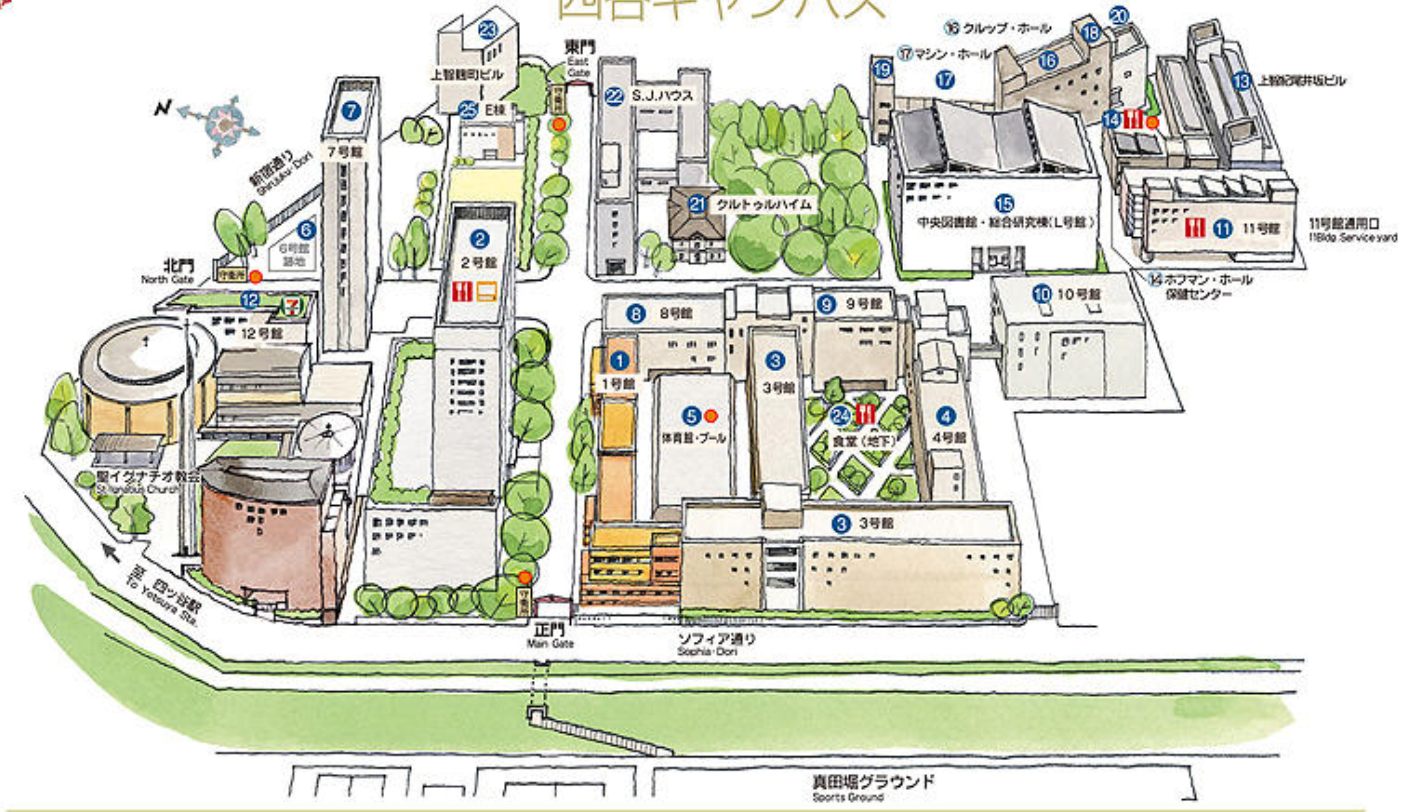 四谷キャンパス
23
上智麹町ビル
25 E棟
東門
East Gate
守衛所
22 S.J.ハウス
21 クルトゥルハイム
16 クルップ・ホール
17 マシン・ホール
19
17
16
18
20
13 上智紀尾井坂ビル
14
15
中央図書館・総合研究棟(L号館)
11 11号館
11号館通用口
11Bldg. Service yard
14 ホフマン・ホール
保健センター
N
7
7号館
新宿通り
Shinjuku-Dori
6
6号館
跡地
北門
North Gate
守衛所
12
7
12号館
2
2号館
8 8号館
9 9号館
10 10号館
1
1号館
3
3号館
5
体育館・プール
24
食堂(地下)
4
4号館
3 3号館
聖イグナチオ教会
St.Ignatius Church
至 四ッ谷駅
To Yotsuya Sta.
守衛所
正門
Main Gate
ソフィア通り
Sophia-Dori
真田堀グラウンド
Sports Ground